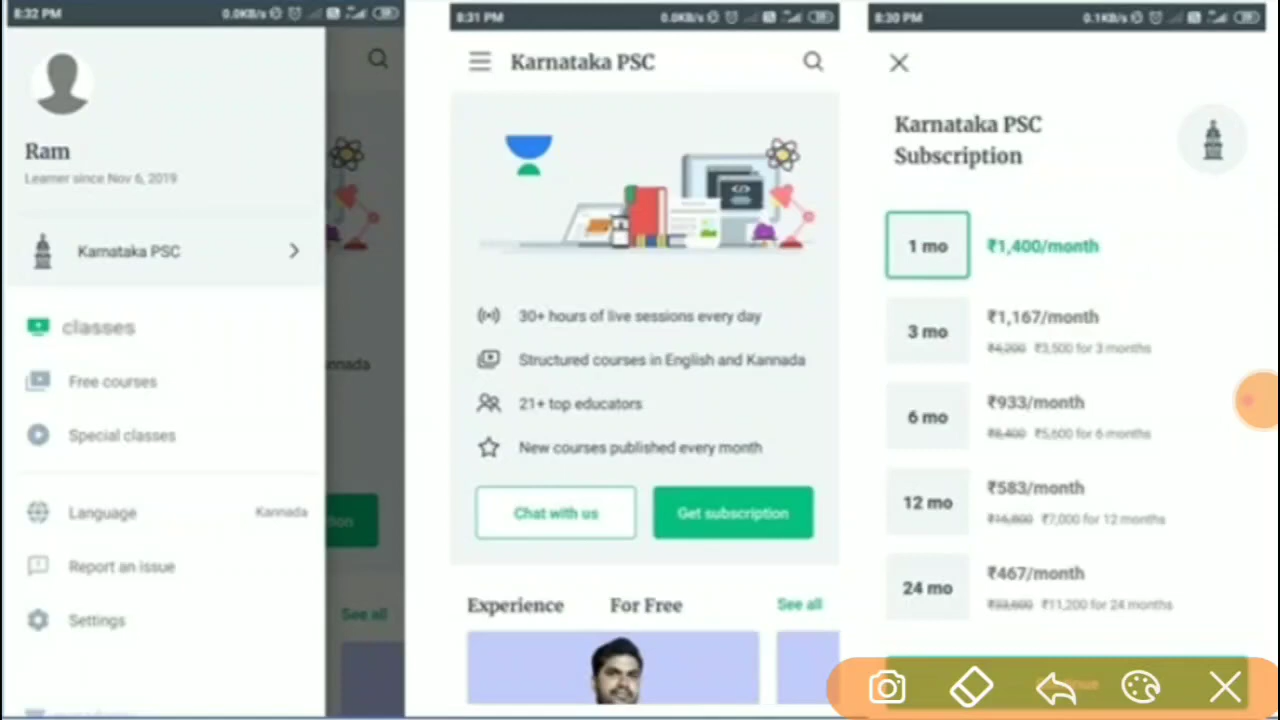 8:32 PM
0.0KB/s
Ram
Learner since Nov 6, 2019
Karnataka PSC
classes
Free courses
Special classes
Language
Kannada
Report an issue
Settings
See all
8:31 PM
0.0KB/s
Karnataka PSC
30+ hours of live sessions every day
Structured courses in English and Kannada
21+ top educators
New courses published every month
Chat with us
Get subscription
Experience
For Free
See all
8:30 PM
0.1KB/s
Karnataka PSC
Subscription
1 mo
₹1,400/month
3 mo
₹1,167/month
₹4,200 ₹3,500 for 3 months
6 mo
₹933/month
₹8,400 ₹5,600 for 6 months
12 mo
₹583/month
₹16,800 ₹7,000 for 12 months
24 mo
₹467/month
₹33,600 ₹11,200 for 24 months